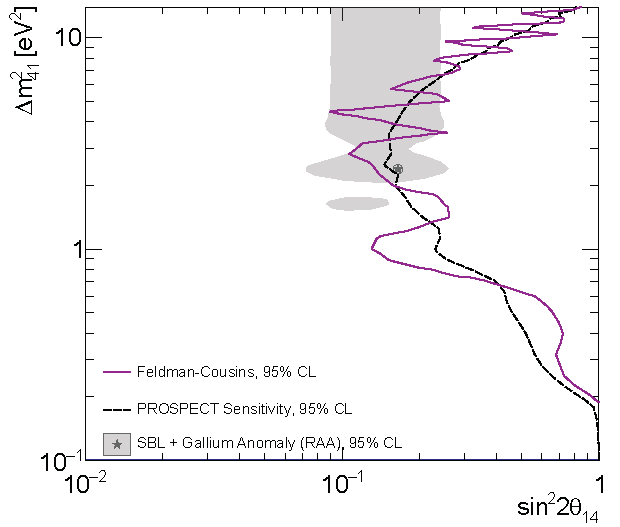 Δm²₄₁ [eV²]
10
1
10⁻¹
Feldman-Cousins, 95% CL
PROSPECT Sensitivity, 95% CL
SBL + Gallium Anomaly (RAA), 95% CL
10⁻² 10⁻¹ 1
sin²2θ₁₄